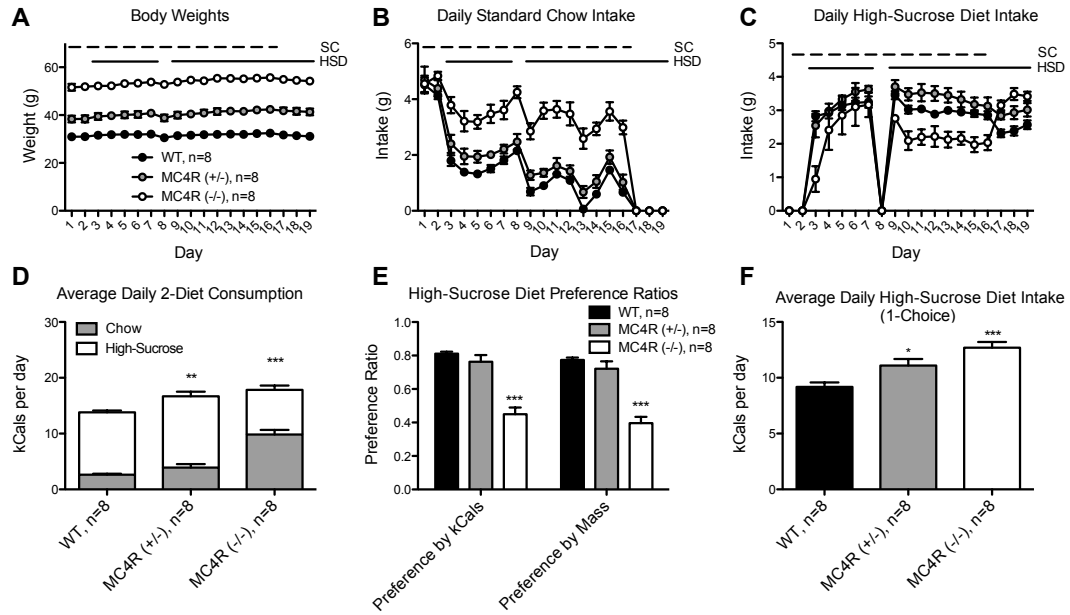 A
Body Weights
SC
HSD
60
40
20
0
Weight (g)
WT, n=8
MC4R (+/-), n=8
MC4R (-/-), n=8
1 2 3 4 5 6 7 8 9 10 11 12 13 14 15 16 17 18 19
Day
B
Daily Standard Chow Intake
SC
HSD
6
4
2
0
Intake (g)
1 2 3 4 5 6 7 8 9 10 11 12 13 14 15 16 17 18 19
Day
C
Daily High-Sucrose Diet Intake
SC
HSD
5
4
3
2
1
0
Intake (g)
1 2 3 4 5 6 7 8 9 10 11 12 13 14 15 16 17 18 19
Day
D
Average Daily 2-Diet Consumption
30
20
10
0
kCals per day
Chow
High-Sucrose
**
***
WT, n=8
MC4R (+/-), n=8
MC4R (-/-), n=8
E
High-Sucrose Diet Preference Ratios
1.0
0.8
0.6
0.4
0.2
0.0
Preference Ratio
WT, n=8
MC4R (+/-), n=8
MC4R (-/-), n=8
***
***
Preference by kCals
Preference by Mass
F
Average Daily High-Sucrose Diet Intake
(1-Choice)
15
10
5
0
kCals per day
*
***
WT, n=8
MC4R (+/-), n=8
MC4R (-/-), n=8